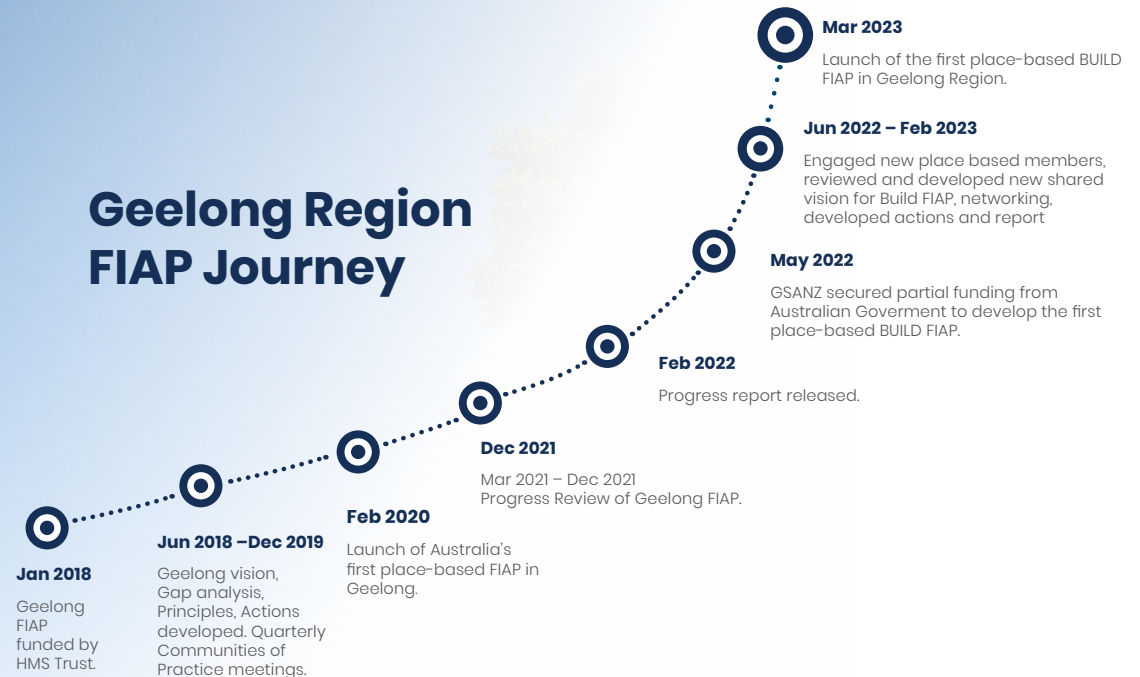 Geelong Region
FIAP Journey
Jan 2018
Geelong
FIAP
funded by
HMS Trust.
Jun 2018 –Dec 2019
Geelong vision,
Gap analysis,
Principles, Actions
developed. Quarterly
Communities of
Practice meetings.
Feb 2020
Launch of Australia's
first place-based FIAP in
Geelong.
Dec 2021
Mar 2021 – Dec 2021
Progress Review of Geelong FIAP.
Feb 2022
Progress report released.
May 2022
GSANZ secured partial funding from
Australian Goverment to develop the first
place-based BUILD FIAP.
Jun 2022 – Feb 2023
Engaged new place based members,
reviewed and developed new shared
vision for Build FIAP, networking,
developed actions and report
Mar 2023
Launch of the first place-based BUILD
FIAP in Geelong Region.